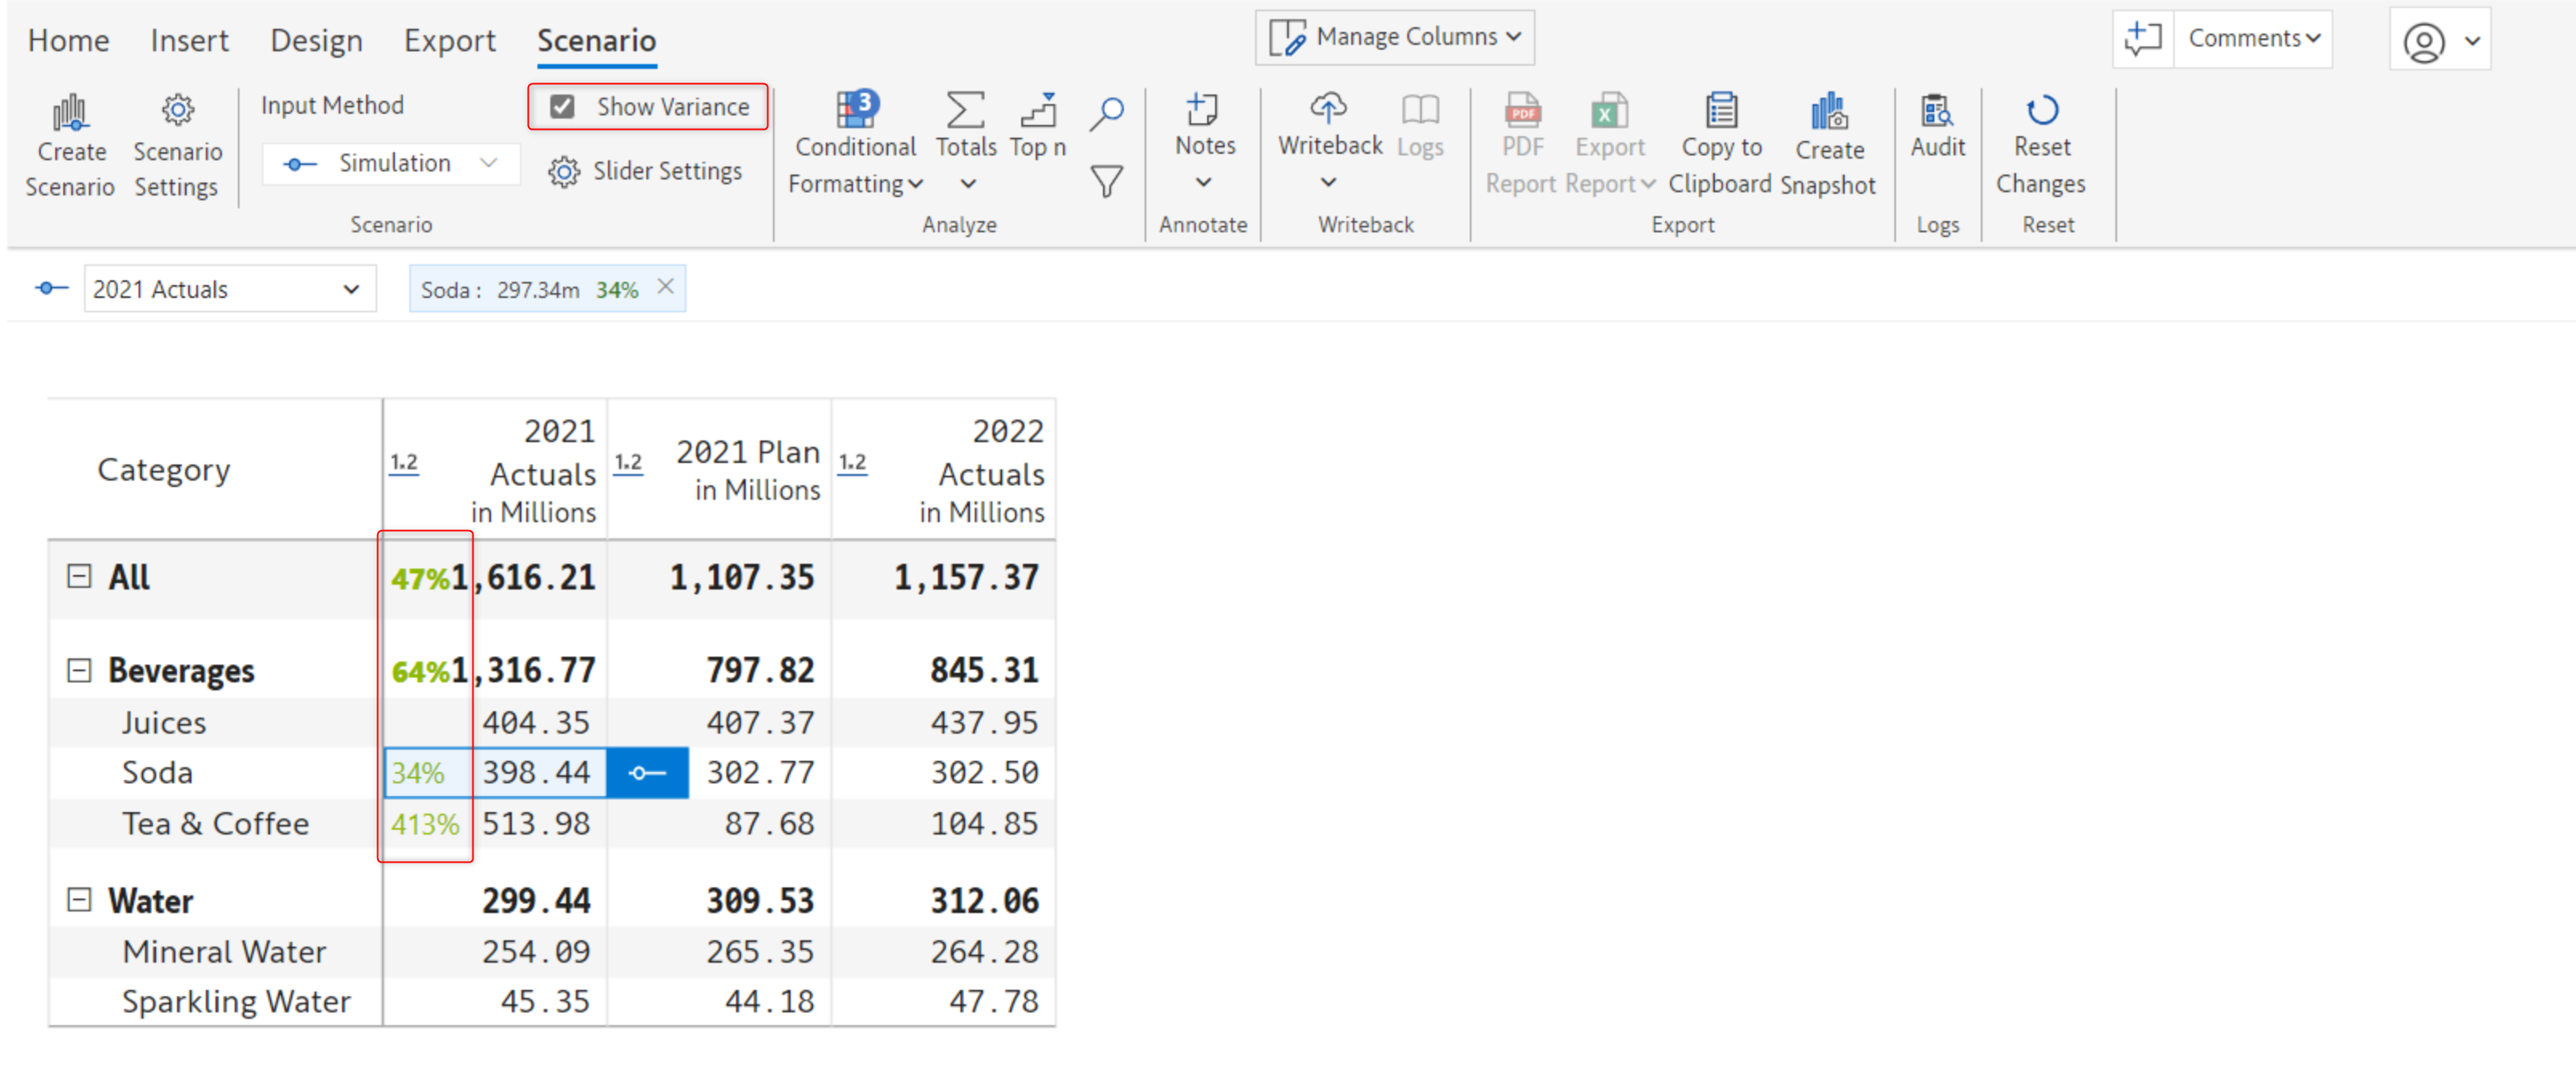 Home Insert Design Export Scenario Manage Columns Comments
Create Scenario
Scenario Settings
Input Method
Simulation
Show Variance
Slider Settings
Scenario
Conditional Formatting
3
Totals
Top n
Analyze
Notes
Annotate
Writeback
Logs
Writeback
PDF
PDF Report
X
Export Report
Copy to Clipboard
Create Snapshot
Export
Audit
Logs
Reset Changes
Reset
2021 Actuals Soda : 297.34m 34%
Category 1.2 2021 Actuals in Millions 1.2 2021 Plan in Millions 1.2 2022 Actuals in Millions
All 47% 1,616.21 1,107.35 1,157.37
Beverages 64% 1,316.77 797.82 845.31
Juices 404.35 407.37 437.95
Soda 34% 398.44 302.77 302.50
Tea & Coffee 413% 513.98 87.68 104.85
Water 299.44 309.53 312.06
Mineral Water 254.09 265.35 264.28
Sparkling Water 45.35 44.18 47.78